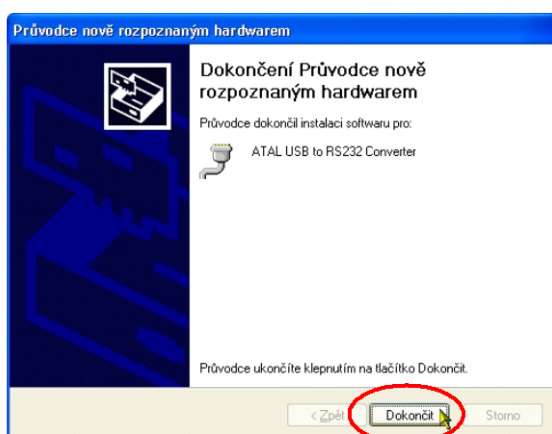 Průvodce nově rozpoznaným hardwarem
Dokončení Průvodce nově
rozpoznaným hardwarem
Průvodce dokončil instalaci softwaru pro:
ATAL USB to RS232 Converter
Průvodce ukončíte klepnutím na tlačítko Dokončit.
< Zpět
Dokončit
Storno